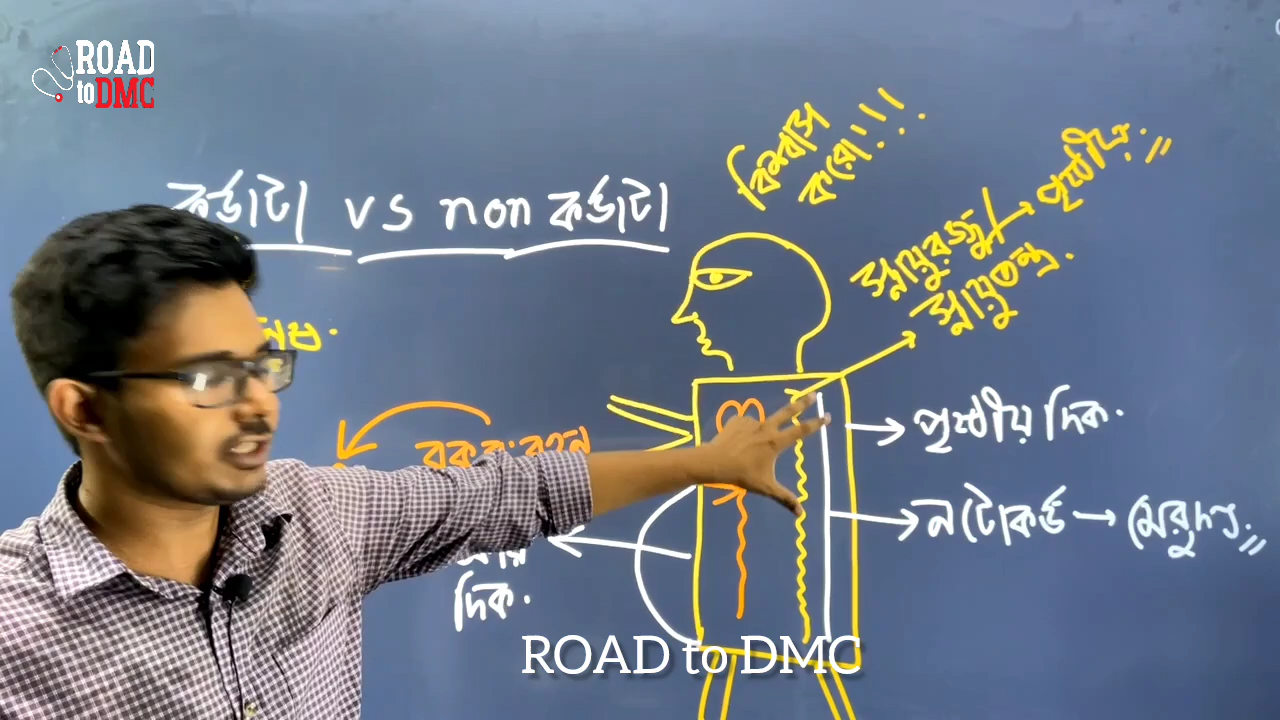 ROAD
to DMC
বিশ্বাস
করো!!!
কর্ডাটা vs non কর্ডাটা
স্নায়ুরজ্জু/ → পৃষ্ঠীয়.
স্নায়ুতন্ত্র.
→ পৃষ্ঠীয় দিক.
→ নটোকর্ড → মেরুদণ্ড.
দিক.
ROAD to DMC